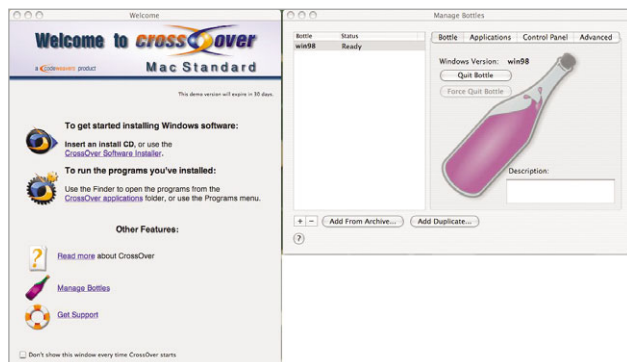 Welcome
Welcome to crossover
a codeweavers product
Mac Standard
This demo version will expire in 30 days.
To get started installing Windows software:
Insert an install CD, or use the
CrossOver Software Installer.
To run the programs you've installed:
Use the Finder to open the programs from the
CrossOver applications folder, or use the Programs menu.
Other Features:
Read more about CrossOver
Manage Bottles
Get Support
Don't show this window every time CrossOver starts
Manage Bottles
Bottle Status
win98 Ready
Bottle Applications Control Panel Advanced
Windows Version: win98
Quit Bottle
Force Quit Bottle
Description:
+ - Add From Archive... Add Duplicate...
?